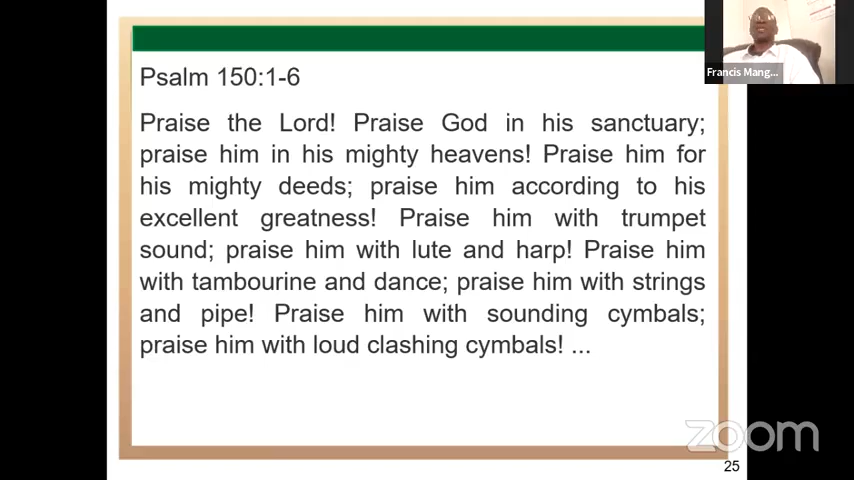 Psalm 150:1-6
Praise the Lord! Praise God in his sanctuary;
praise him in his mighty heavens! Praise him for
his mighty deeds; praise him according to his
excellent greatness! Praise him with trumpet
sound; praise him with lute and harp! Praise him
with tambourine and dance; praise him with strings
and pipe! Praise him with sounding cymbals;
praise him with loud clashing cymbals! ...
Francis Mang...
zoom
25